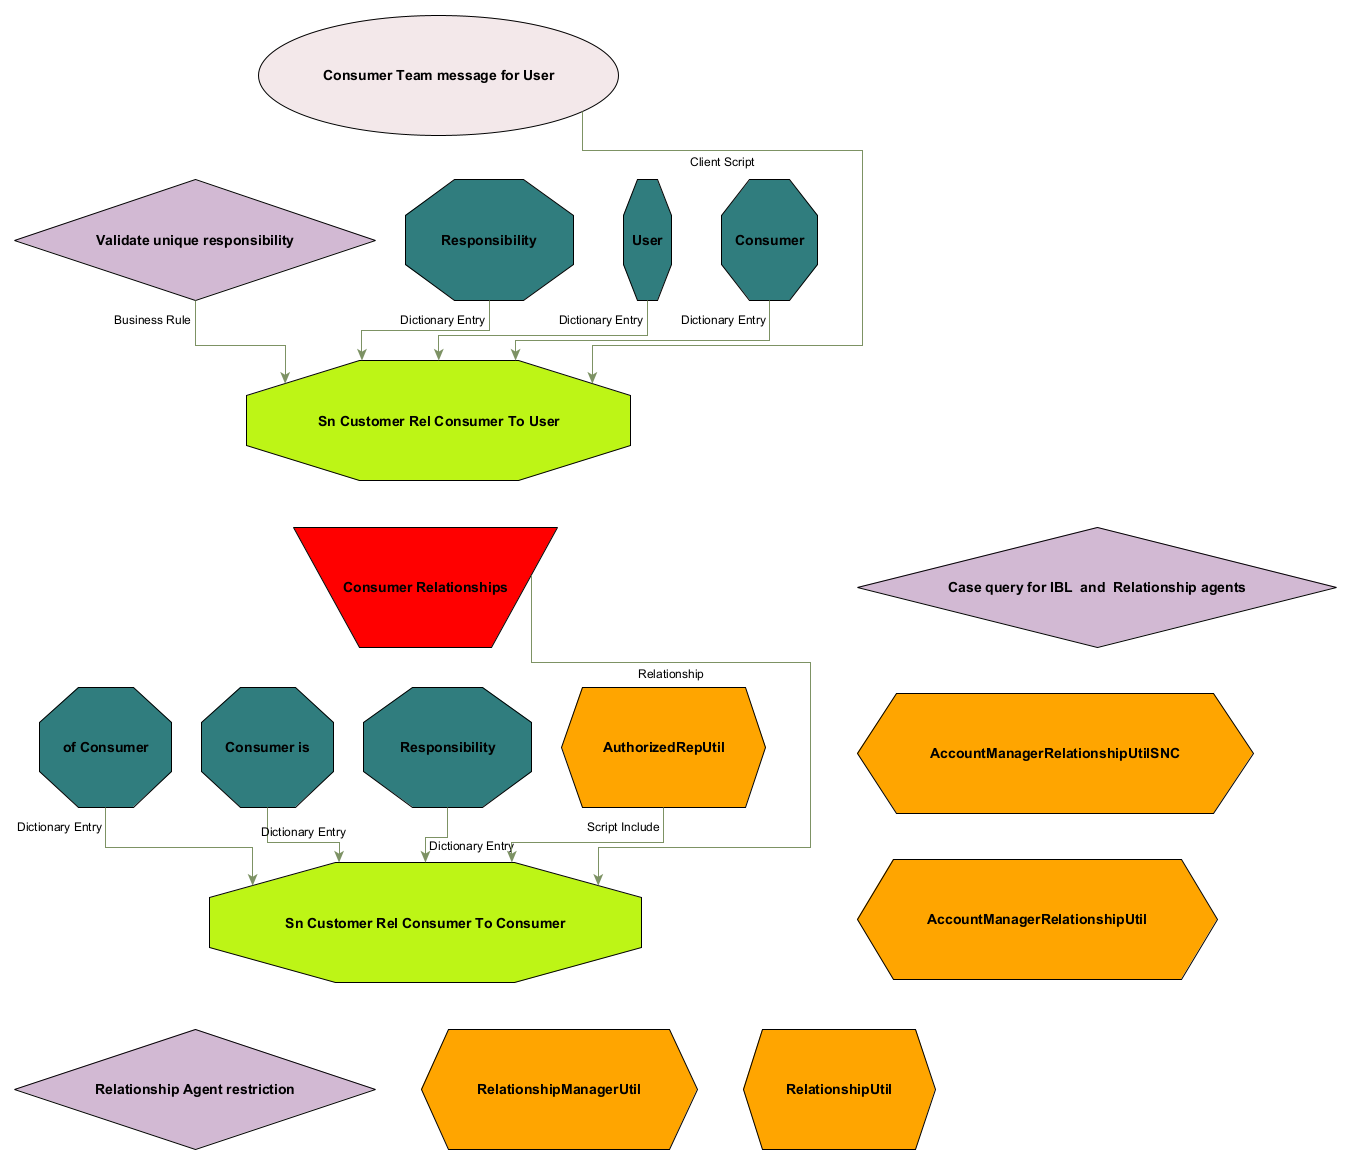 Consumer Team message for User
Client Script
Validate unique responsibility
Responsibility
User
Consumer
Business Rule
Dictionary Entry
Dictionary Entry
Dictionary Entry
Sn Customer Rel Consumer To User
Consumer Relationships
Case query for IBL  and  Relationship agents
Relationship
of Consumer
Consumer is
Responsibility
AuthorizedRepUtil
AccountManagerRelationshipUtilSNC
Dictionary Entry
Dictionary Entry
Dictionary Entry
Script Include
Sn Customer Rel Consumer To Consumer
AccountManagerRelationshipUtil
Relationship Agent restriction
RelationshipManagerUtil
RelationshipUtil